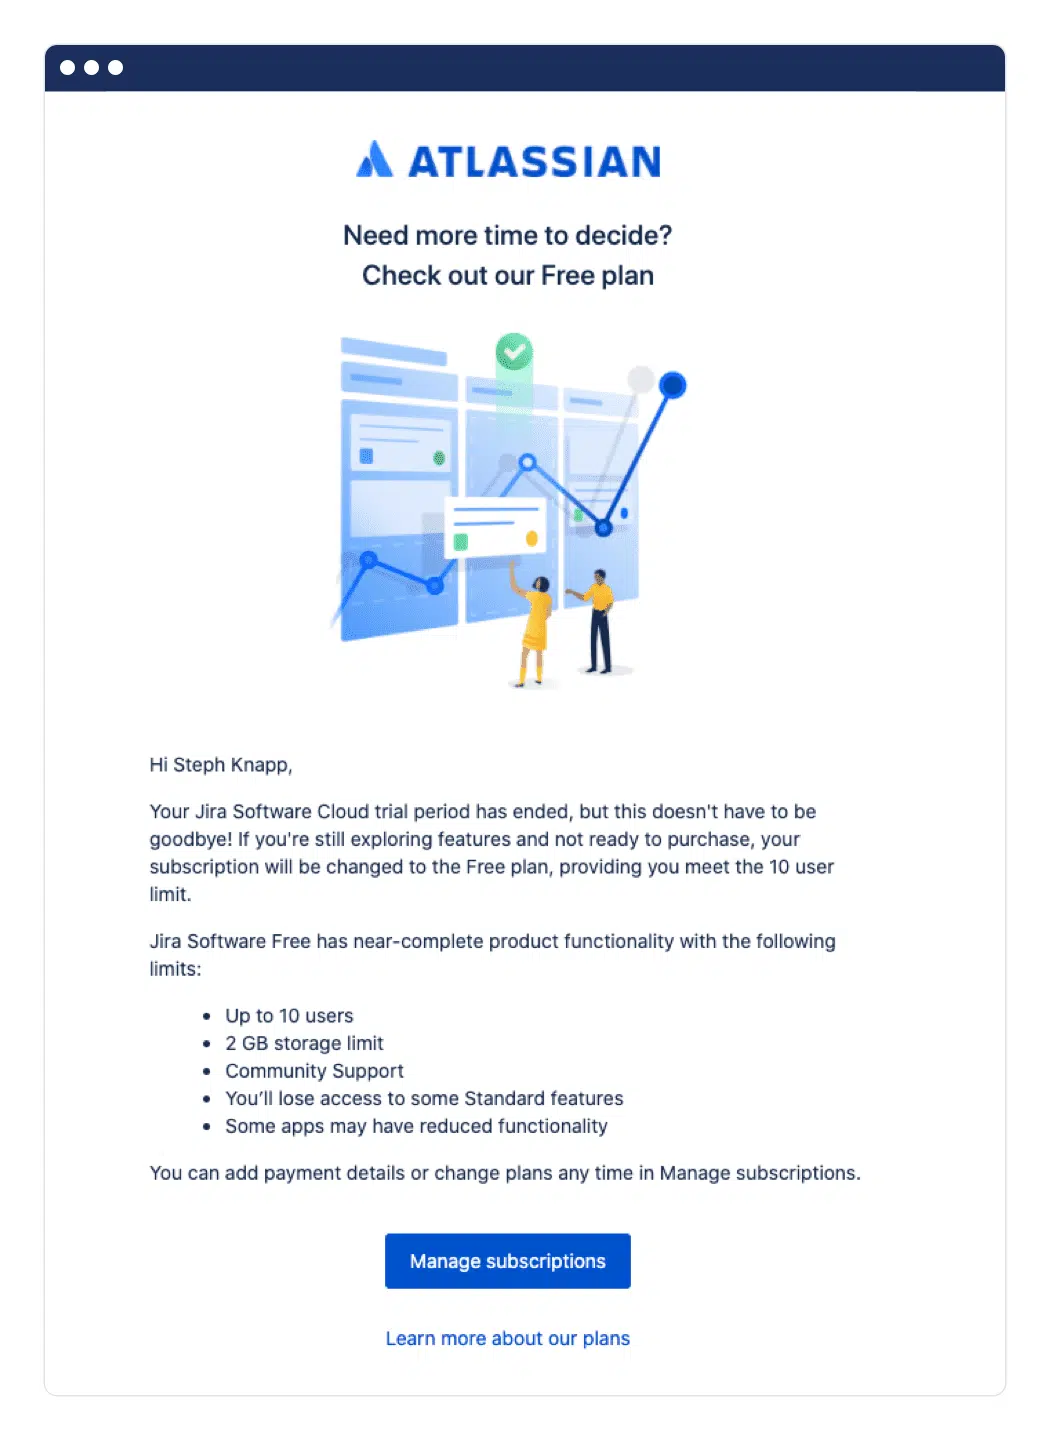 ATLASSIAN
Need more time to decide?
Check out our Free plan
Hi Steph Knapp,
Your Jira Software Cloud trial period has ended, but this doesn't have to be
goodbye! If you're still exploring features and not ready to purchase, your
subscription will be changed to the Free plan, providing you meet the 10 user
limit.
Jira Software Free has near-complete product functionality with the following
limits:
• Up to 10 users
• 2 GB storage limit
• Community Support
• You’ll lose access to some Standard features
• Some apps may have reduced functionality
You can add payment details or change plans any time in Manage subscriptions.
Manage subscriptions
Learn more about our plans